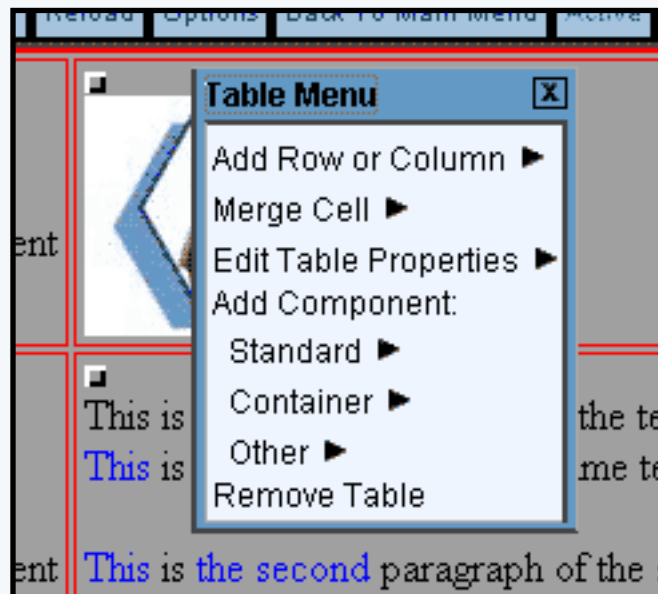 Reload Options Back To Main Menu Active
Table Menu X
Add Row or Column
Merge Cell
ent
Edit Table Properties
Add Component:
Standard
Container
This is the te
Other
This is me te
Remove Table
ent This is the second paragraph of the